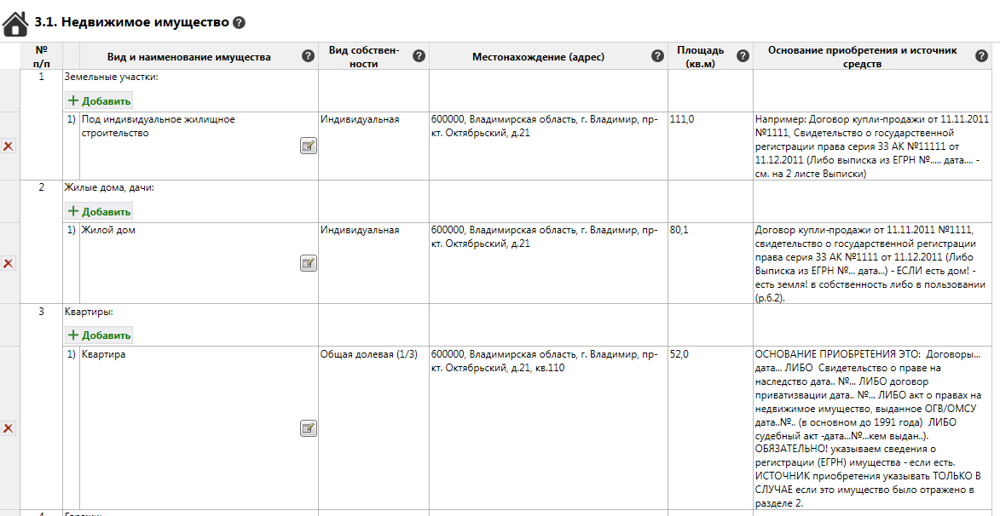 3.1. Недвижимое имущество ?
№ п/п
Вид и наименование имущества ?
Вид собствен-
ности ?
Местонахождение (адрес) ?
Площадь
(кв.м) ?
Основание приобретения и источник
средств ?
1
Земельные участки:
+ Добавить
1) Под индивидуальное жилищное
строительство
Индивидуальная
600000, Владимирская область, г. Владимир, пр-
кт. Октябрьский, д.21
111,0
Например: Договор купли-продажи от 11.11.2011
№1111, Свидетельство о государственной
регистрации права серия 33 АК №11111 от
11.12.2011 (Либо выписка из ЕГРН №..... дата.... -
см. на 2 листе Выписки)
2
Жилые дома, дачи:
+ Добавить
1) Жилой дом
Индивидуальная
600000, Владимирская область, г. Владимир, пр-
кт. Октябрьский, д.21
80,1
Договор купли-продажи от 11.11.2011 №1111,
свидетельство о государственной регистрации
права серия 33 АК №1111 от 11.12.2011 (Либо
Выписка из ЕГРН №... дата...) - ЕСЛИ есть дом! -
есть земля! в собственность либо в пользовании
(р.6.2).
3
Квартиры:
+ Добавить
1) Квартира
Общая долевая (1/3)
600000, Владимирская область, г. Владимир, пр-
кт. Октябрьский, д.21, кв.110
52,0
ОСНОВАНИЕ ПРИОБРЕТЕНИЯ ЭТО: Договоры...
дата... ЛИБО Свидетельство о праве на
наследство дата.. №... ЛИБО договор
приватизвации дата.. №... ЛИБО акт о правах на
недвижимое имущество, выданное ОГВ/ОМСУ
дата..№.. (в основном до 1991 года) ЛИБО
судебный акт -дата...№...кем выдан..).
ОБЯЗАТЕЛЬНО! указываем сведения о
регистрации (ЕГРН) имущества - если есть.
ИСТОЧНИК приобретения указывать ТОЛЬКО В
СЛУЧАЕ если это имущество было отражено в
разделе 2.